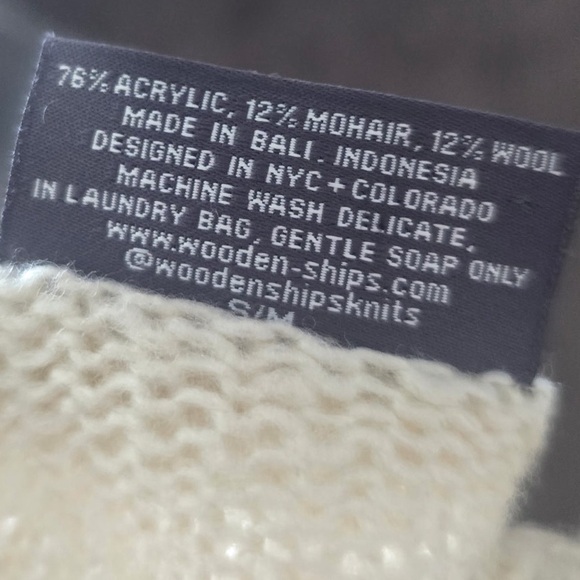 76% ACRYLIC, 12% MOHAIR, 12% WOOL
MADE IN BALI. INDONESIA
DESIGNED IN NYC+COLORADO
MACHINE WASH DELICATE,
IN LAUNDRY BAG, GENTLE SOAP ONLY
www.wooden-ships.com
@woodenshipsknits
S/M